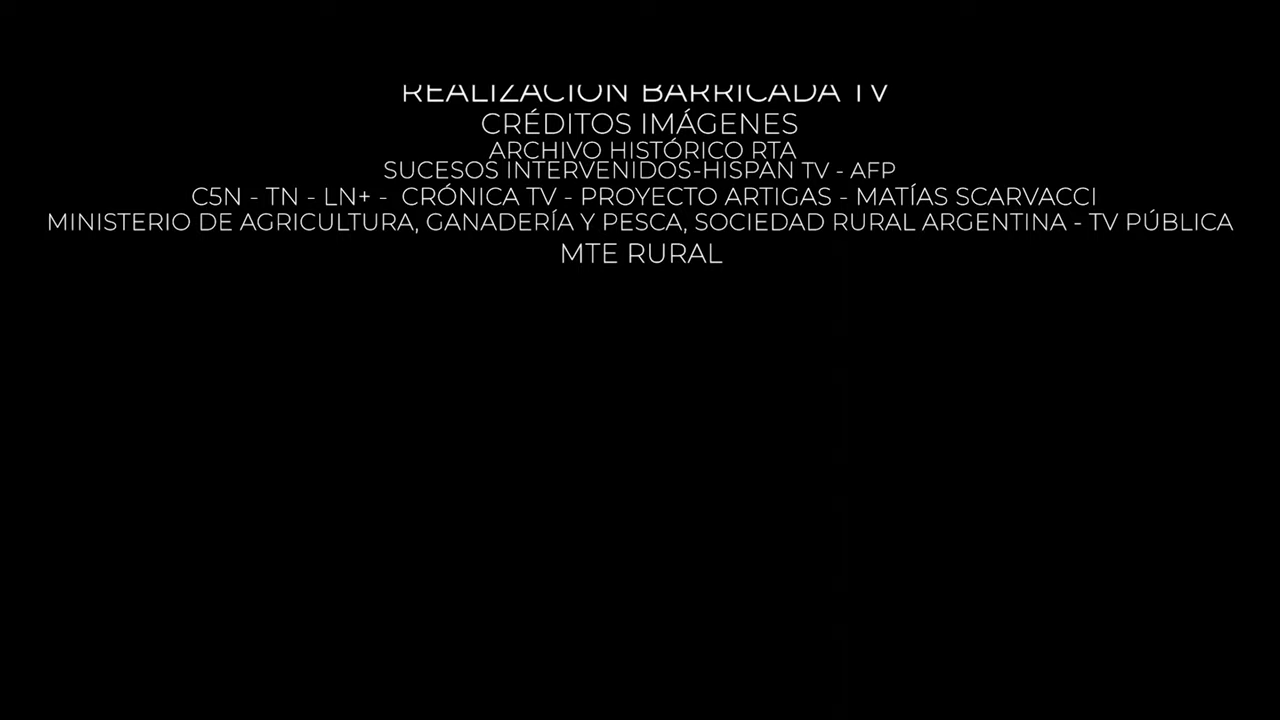 REALIZACIÓN BARRICADA TV
CRÉDITOS IMÁGENES
ARCHIVO HISTÓRICO RTA
SUCESOS INTERVENIDOS-HISPAN TV - AFP
C5N - TN - LN+ - CRÓNICA TV - PROYECTO ARTIGAS - MATÍAS SCARVACCI
MINISTERIO DE AGRICULTURA, GANADERÍA Y PESCA, SOCIEDAD RURAL ARGENTINA - TV PÚBLICA
MTE RURAL